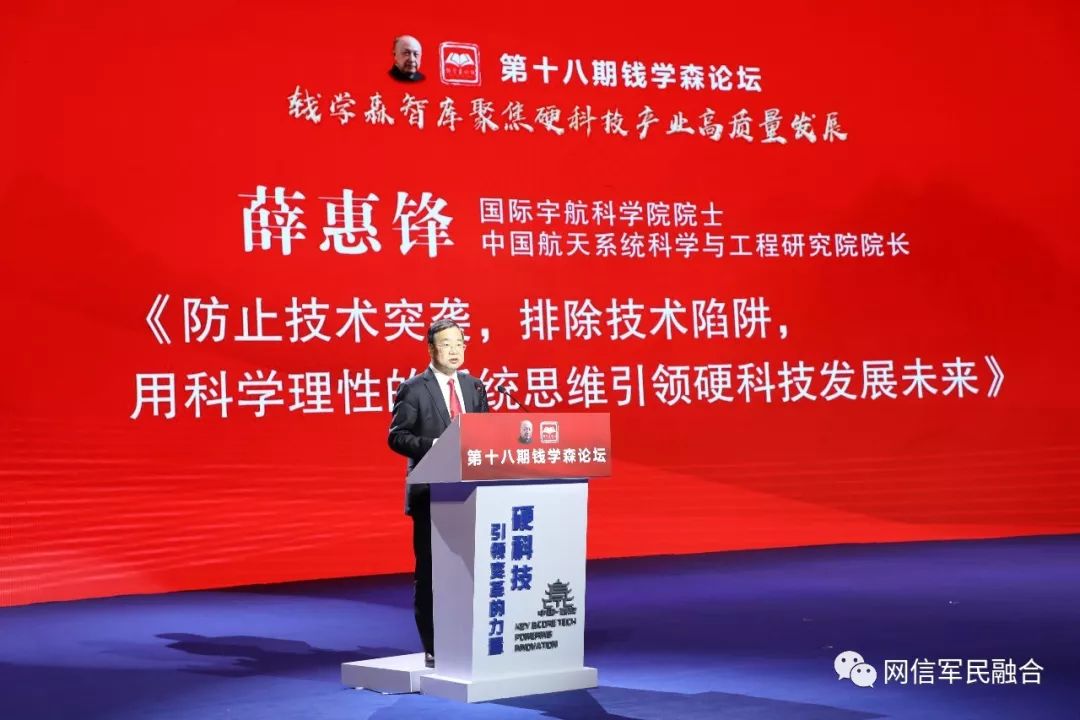 第十八期钱学森论坛
钱学森智库聚焦硬科技产业高质量发展
薛惠锋
国际宇航科学院院士
中国航天系统科学与工程研究院院长
《防止技术突袭，排除技术陷阱，
用科学理性的统思维引领硬科技发展未来》
第十八期钱学森论坛
硬科技
引领变革的力量
KEY & CORE TECH
POWERING
INNOVATION
网信军民融合